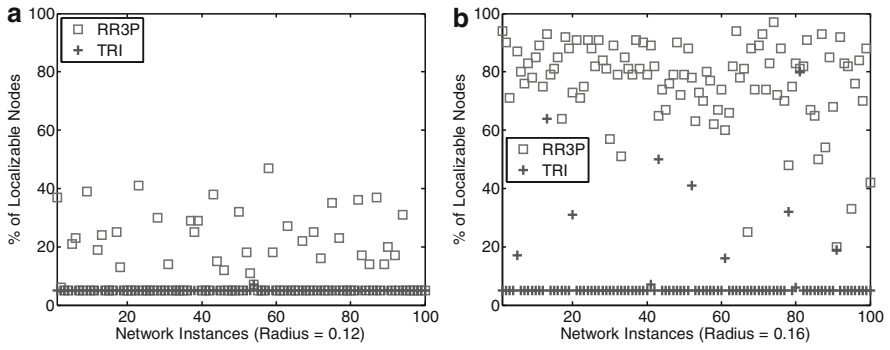 a
100
80
60
40
20
0
% of Localizable Nodes
RR3P
TRI
20 40 60 80 100
Network Instances (Radius = 0.12)
b
100
80
60
40
20
0
% of Localizable Nodes
RR3P
TRI
20 40 60 80 100
Network Instances (Radius = 0.16)